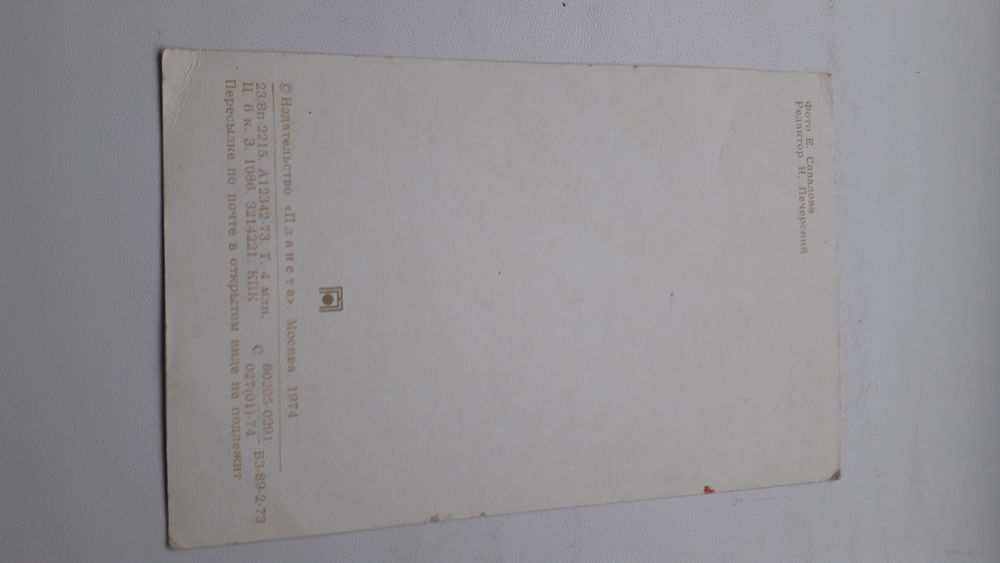 Фото Е. Савалова
Редактор Н. Печерский
© Издательство «Планета». Москва, 1974
23/8п-2215. А12342-73. Т. 4 млн. С 80205-0291 БЗ-89-2-73
Ц. 6 к. З. 1086. 3214221. КПК 027(01)-74
Пересылке по почте в открытом виде не подлежит